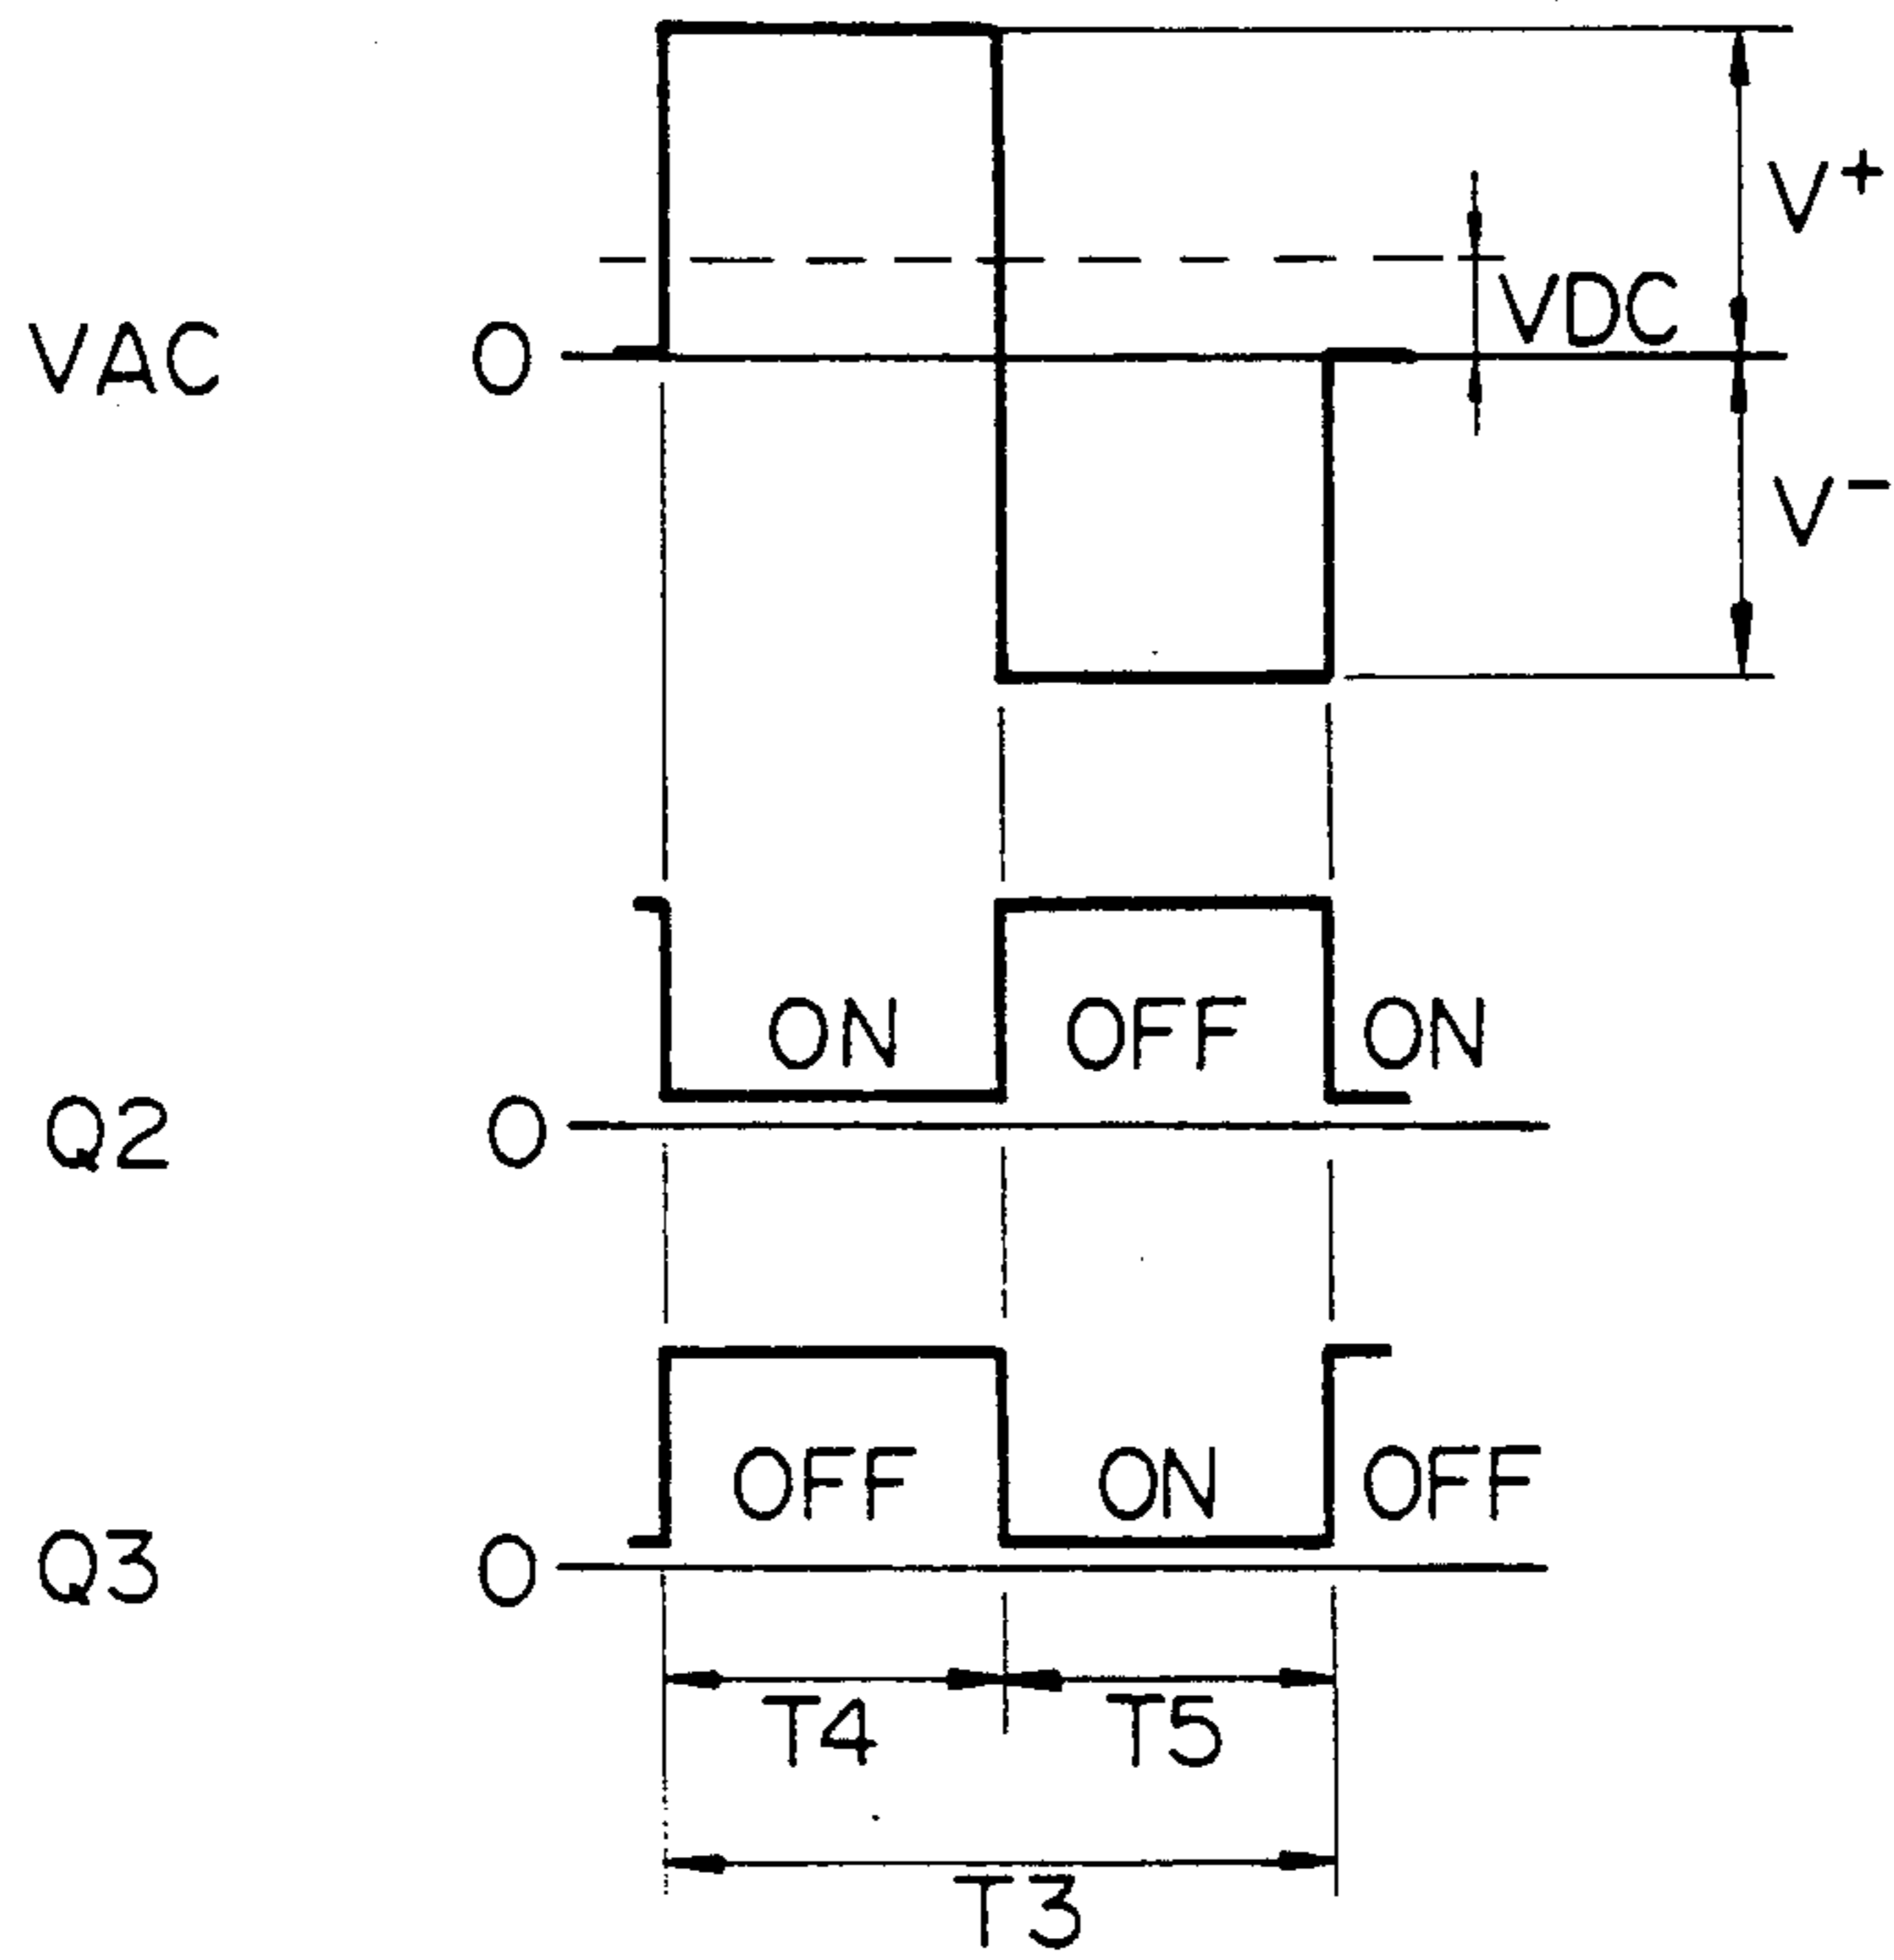 V+
VDC
VAC 0
V-
ON OFF ON
Q2 0
OFF ON OFF
Q3 0
T4 T5
T3